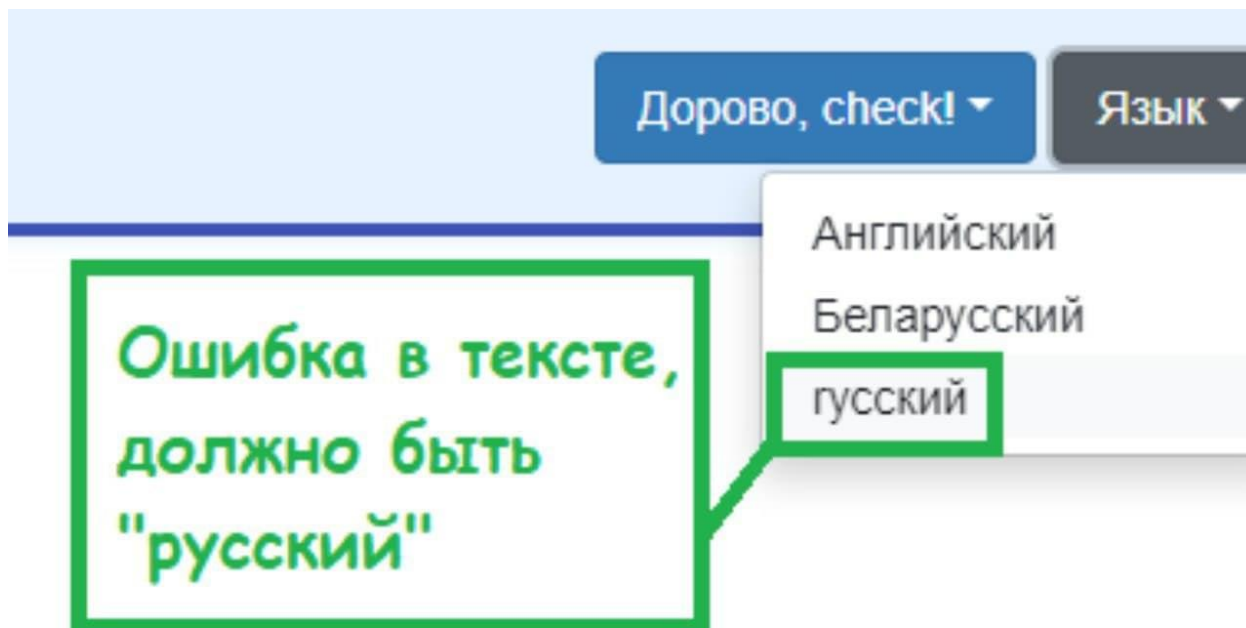 Дорово, check!
Язык
Английский
Беларусский
гусский
Ошибка в тексте,
должно быть
"русский"